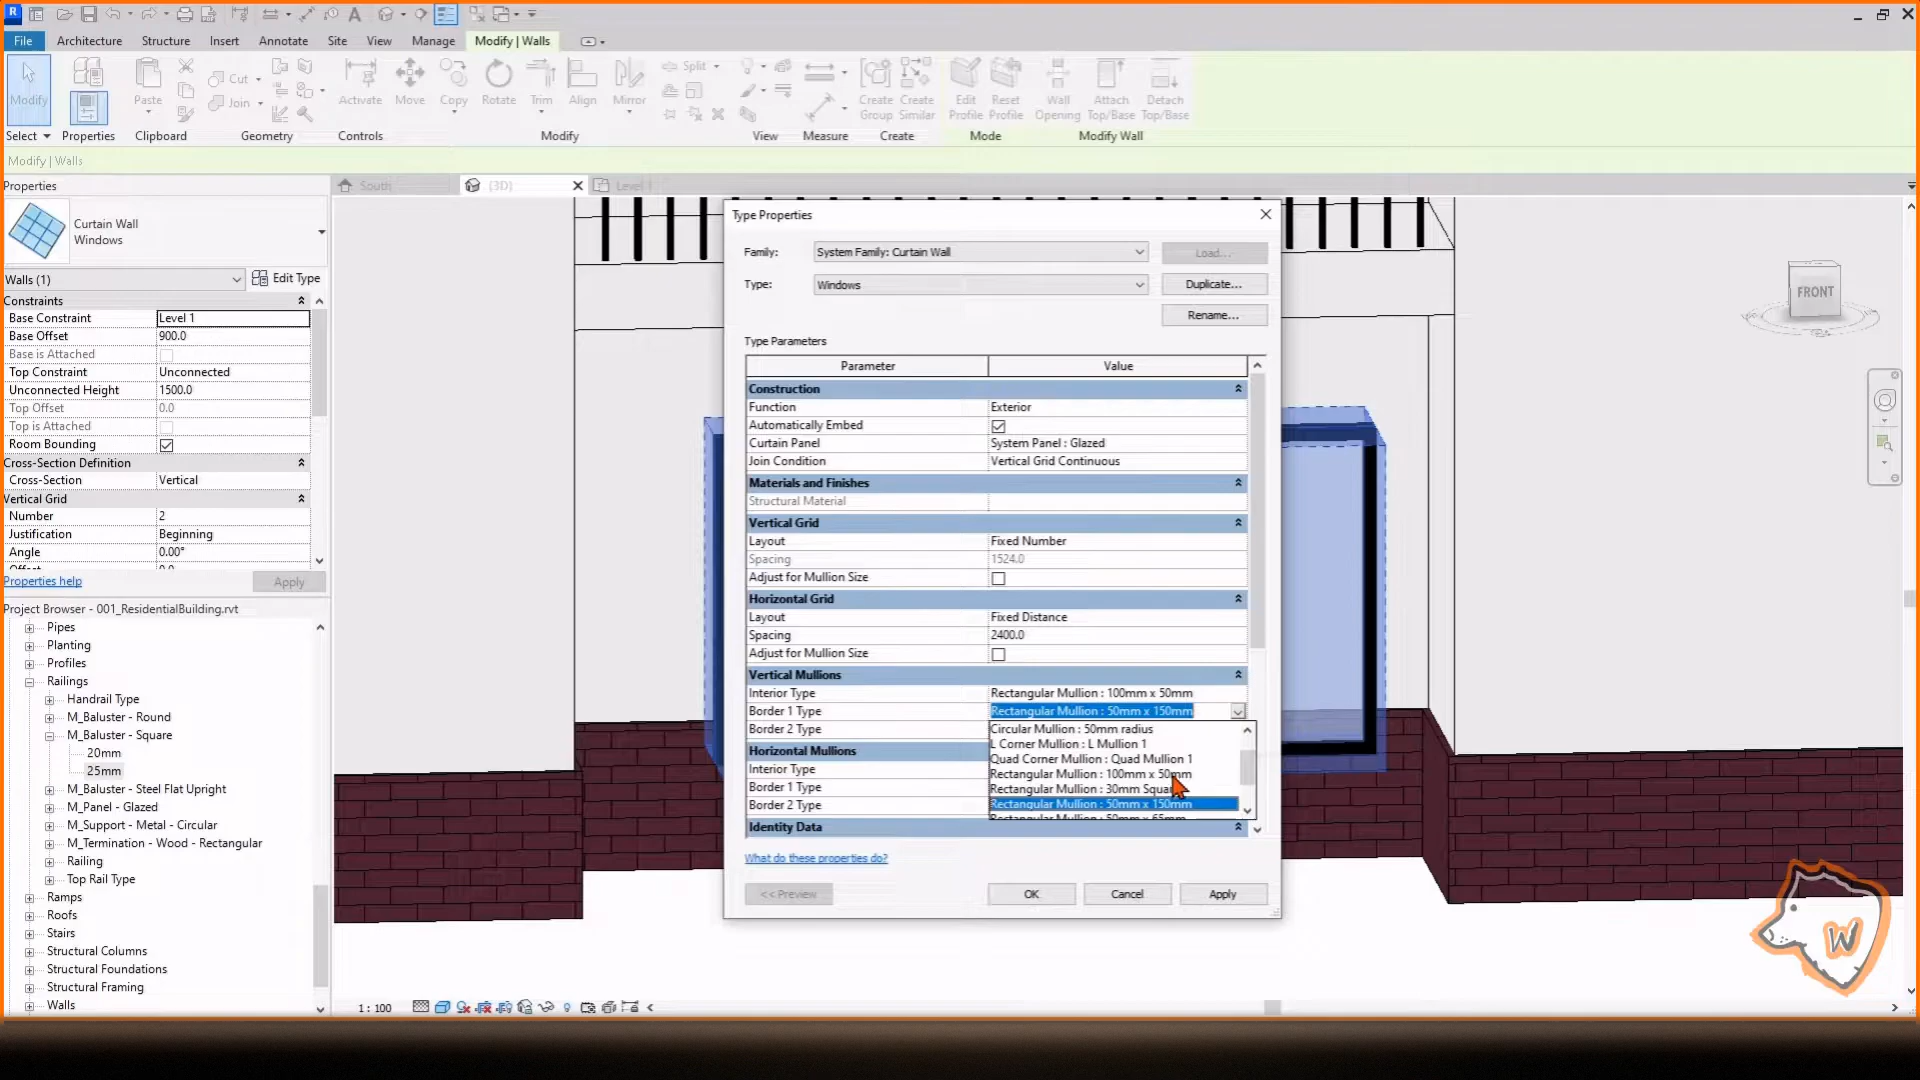 R
A
File
Architecture
Structure
Insert
Annotate
Site
View
Manage
Modify | Walls
Modify
Paste
Cut
Join
Activate
Move
Copy
Rotate
Trim
Align
Mirror
Split
Create Group
Create Similar
Edit Profile
Reset Profile
Wall Opening
Attach Top/Base
Detach Top/Base
Select
Properties
Clipboard
Geometry
Controls
Modify
View
Measure
Create
Mode
Modify Wall
Modify | Walls
Properties
South
(3D)
Level 1
Curtain Wall
Windows
Walls (1)
Edit Type
Constraints
Base Constraint Level 1
Base Offset 900.0
Base is Attached
Top Constraint Unconnected
Unconnected Height 1500.0
Top Offset 0.0
Top is Attached
Room Bounding
Cross-Section Definition
Cross-Section Vertical
Vertical Grid
Number 2
Justification Beginning
Angle 0.00°
Offset 0.0
Properties help
Apply
Project Browser - 001_ResidentialBuilding.rvt
Pipes
Planting
Profiles
Railings
Handrail Type
M_Baluster - Round
M_Baluster - Square
20mm
25mm
M_Baluster - Steel Flat Upright
M_Panel - Glazed
M_Support - Metal - Circular
M_Termination - Wood - Rectangular
Railing
Top Rail Type
Ramps
Roofs
Stairs
Structural Columns
Structural Foundations
Structural Framing
Walls
Type Properties
Family: System Family: Curtain Wall Load...
Type: Windows Duplicate...
Rename...
Type Parameters
Parameter Value
Construction
Function Exterior
Automatically Embed
Curtain Panel System Panel : Glazed
Join Condition Vertical Grid Continuous
Materials and Finishes
Structural Material
Vertical Grid
Layout Fixed Number
Spacing 1524.0
Adjust for Mullion Size
Horizontal Grid
Layout Fixed Distance
Spacing 2400.0
Adjust for Mullion Size
Vertical Mullions
Interior Type Rectangular Mullion : 100mm x 50mm
Border 1 Type Rectangular Mullion : 50mm x 150mm
Border 2 Type
Circular Mullion : 50mm radius
L Corner Mullion : L Mullion 1
Quad Corner Mullion : Quad Mullion 1
Rectangular Mullion : 100mm x 50mm
Rectangular Mullion : 30mm Square
Rectangular Mullion : 50mm x 150mm
Rectangular Mullion : 50mm x 65mm
Horizontal Mullions
Interior Type
Border 1 Type
Border 2 Type
Identity Data
What do these properties do?
<< Preview
OK
Cancel
Apply
FRONT
W
1 : 100